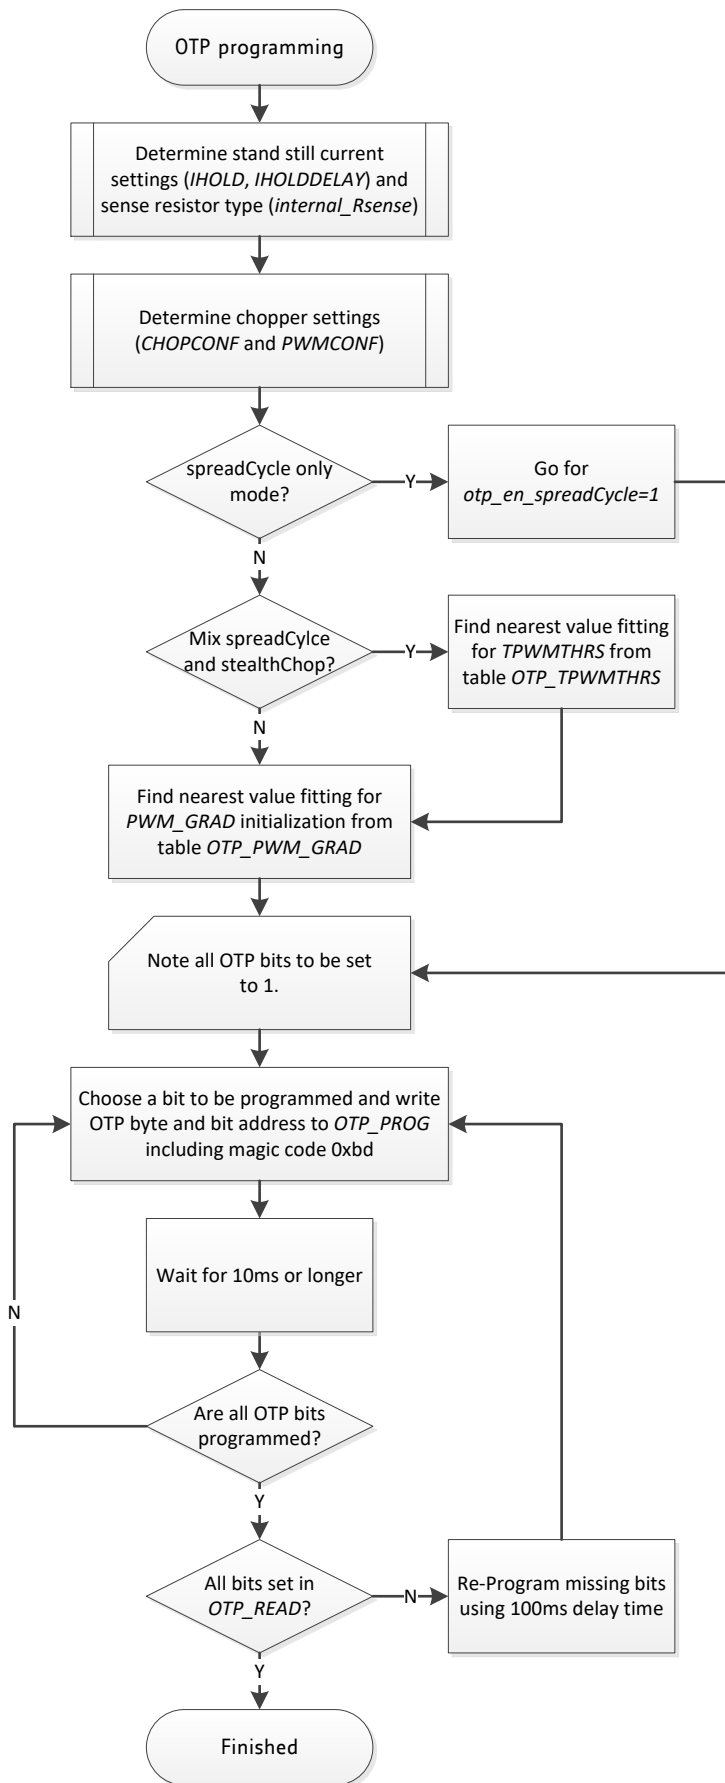 OTP programming
Determine stand still current
settings (IHOLD, IHOLDDELAY) and
sense resistor type (internal_Rsense)
Determine chopper settings
(CHOPCONF and PWMCONF)
spreadCycle only
mode?
Y
Go for
otp_en_spreadCycle=1
N
Mix spreadCylce
and stealthChop?
Y
Find nearest value fitting
for TPWMTHRS from
table OTP_TPWMTHRS
N
Find nearest value fitting for
PWM_GRAD initialization from
table OTP_PWM_GRAD
Note all OTP bits to be set
to 1.
Choose a bit to be programmed and write
OTP byte and bit address to OTP_PROG
including magic code 0xbd
Wait for 10ms or longer
N
Are all OTP bits
programmed?
Y
All bits set in
OTP_READ?
N
Re-Program missing bits
using 100ms delay time
Y
Finished